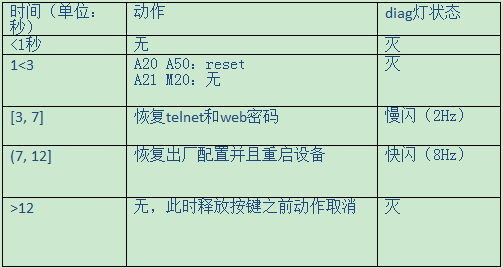 时间（单位：
秒）
动作
diag灯状态
<1秒
无
灭
1<3
A20 A50：reset
A21 M20：无
灭
[3, 7]
恢复telnet和web密码
慢闪（2Hz）
(7, 12]
恢复出厂配置并且重启设备
快闪（8Hz）
>12
无，此时释放按键之前动作取消
灭